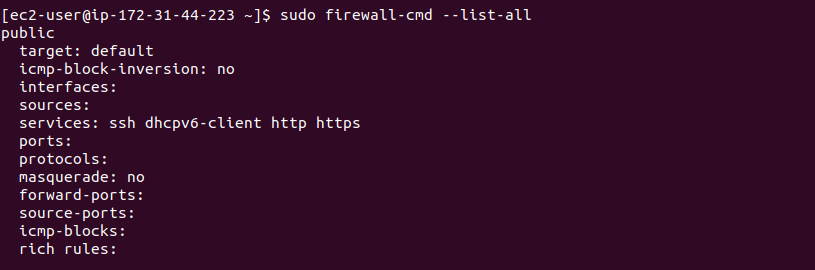 [ec2-user@ip-172-31-44-223 ~]$ sudo firewall-cmd --list-all
public
  target: default
  icmp-block-inversion: no
  interfaces:
  sources:
  services: ssh dhcpv6-client http https
  ports:
  protocols:
  masquerade: no
  forward-ports:
  source-ports:
  icmp-blocks:
  rich rules: